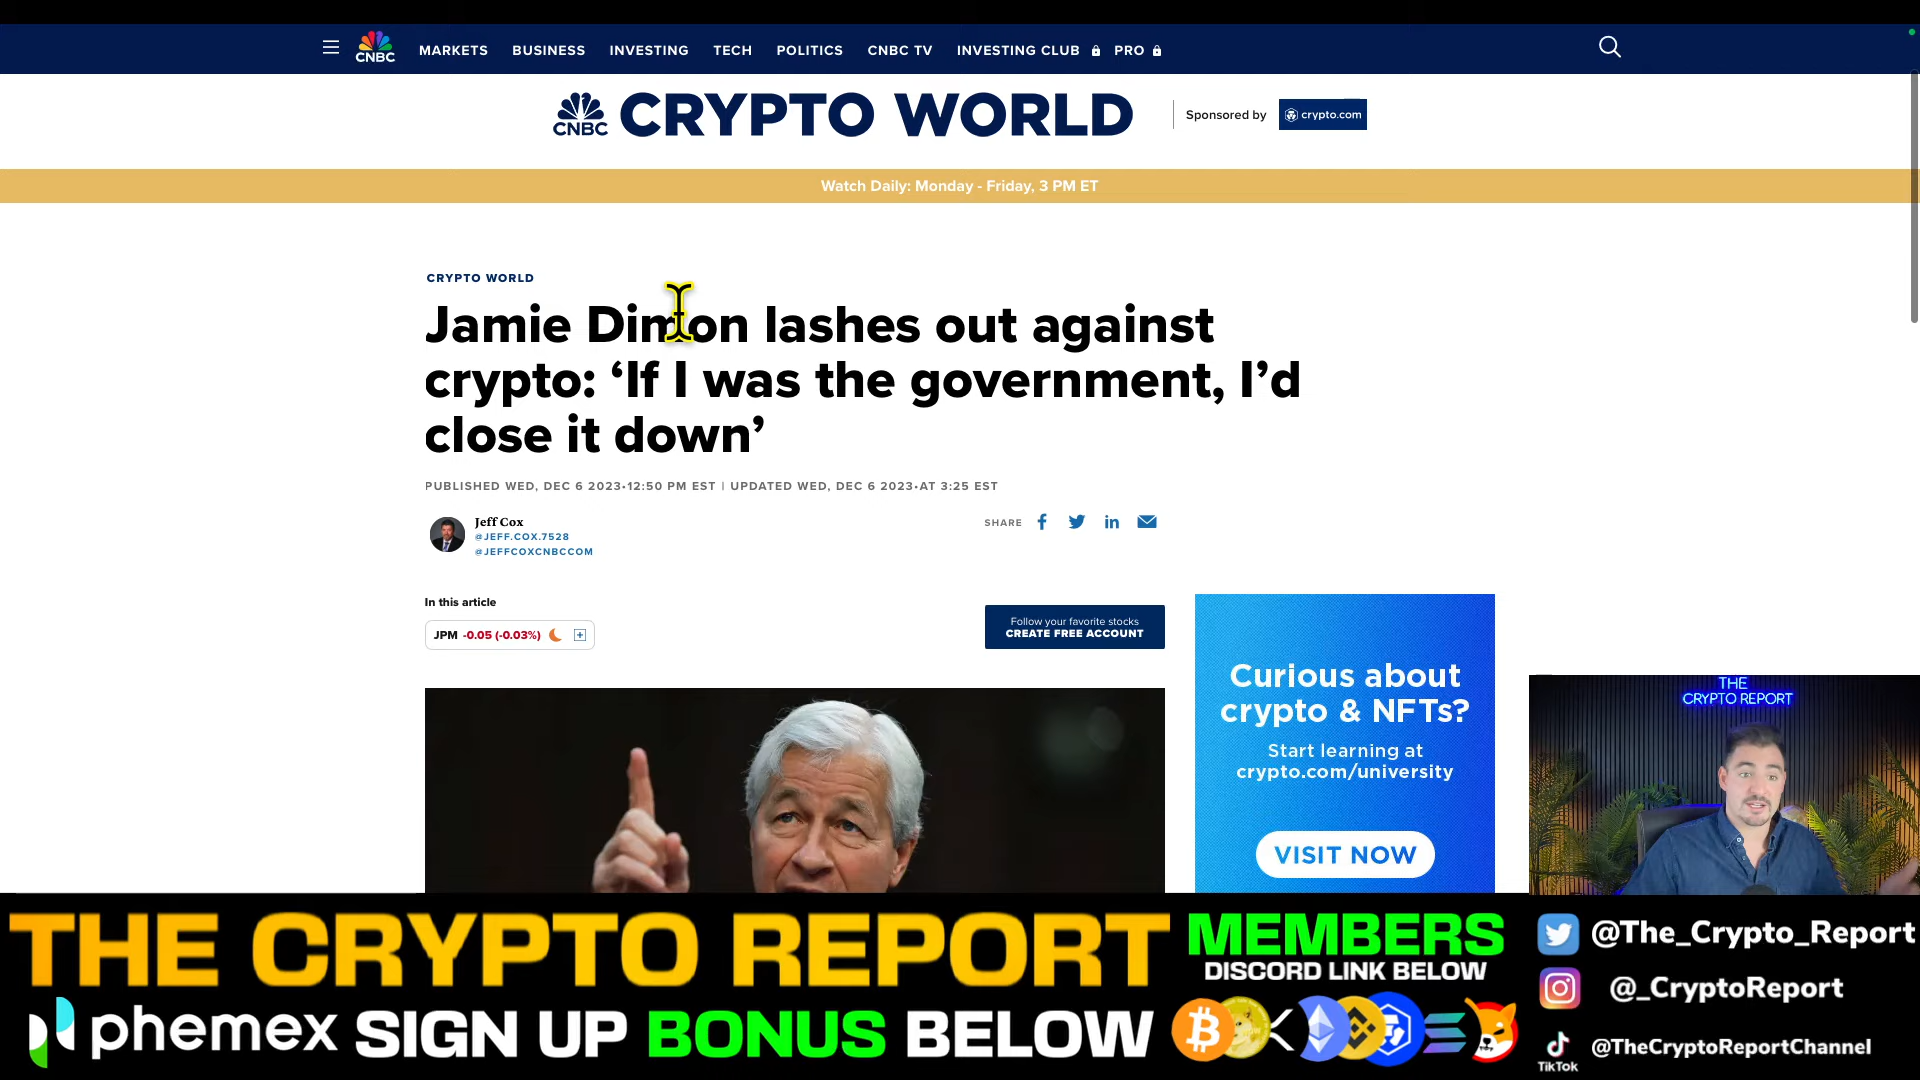 CNBC
MARKETS BUSINESS INVESTING TECH POLITICS CNBC TV INVESTING CLUB PRO
CNBC CRYPTO WORLD
Sponsored by crypto.com
Watch Daily: Monday - Friday, 3 PM ET
CRYPTO WORLD
Jamie Dimon lashes out against
crypto: ‘If I was the government, I’d
close it down’
PUBLISHED WED, DEC 6 2023•12:50 PM EST | UPDATED WED, DEC 6 2023•AT 3:25 EST
Jeff Cox
@JEFF.COX.7528
@JEFFCOXCNBCCOM
SHARE
In this article
JPM -0.05 (-0.03%)
Follow your favorite stocks
CREATE FREE ACCOUNT
Curious about
crypto & NFTs?
Start learning at
crypto.com/university
VISIT NOW
THE
CRYPTO REPORT
THE CRYPTO REPORT
phemex SIGN UP BONUS BELOW
MEMBERS
DISCORD LINK BELOW
@The_Crypto_Report
@_CryptoReport
TikTok
@TheCryptoReportChannel